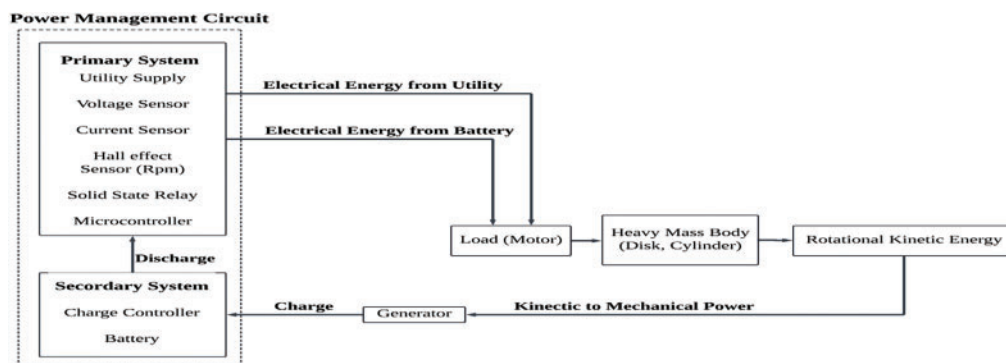 Power Management Circuit
Primary System
Utility Supply
Voltage Sensor
Current Sensor
Hall effect
Sensor (Rpm)
Solid State Relay
Microcontroller
Electrical Energy from Utility
Electrical Energy from Battery
Load (Motor)
Heavy Mass Body
(Disk, Cylinder)
Rotational Kinetic Energy
Discharge
Secordary System
Charge Controller
Battery
Charge
Generator
Kinectic to Mechanical Power